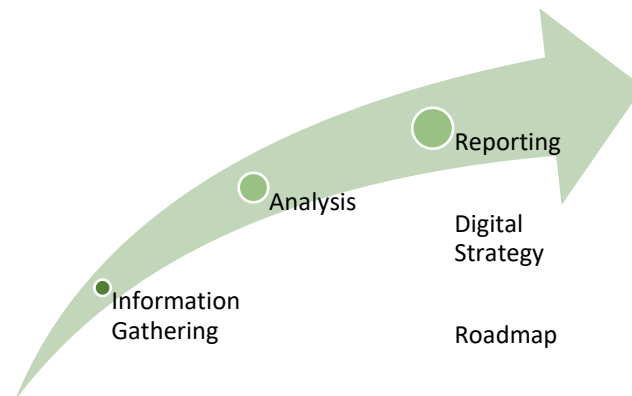 Reporting
Analysis
Digital
Strategy
Information
Gathering
Roadmap